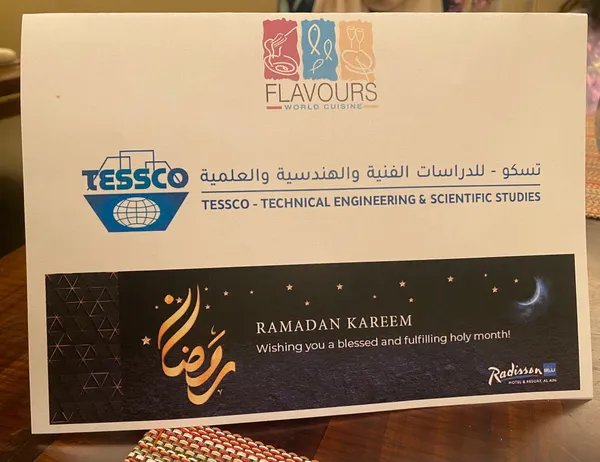 FLAVOURS
WORLD CUISINE
TESSCO
تسكو - للدراسات الفنية والهندسية والعلمية
TESSCO - TECHNICAL ENGINEERING & SCIENTIFIC STUDIES
رمضان
RAMADAN KAREEM
Wishing you a blessed and fulfilling holy month!
Radisson BLU
HOTEL & RESORT, AL AIN